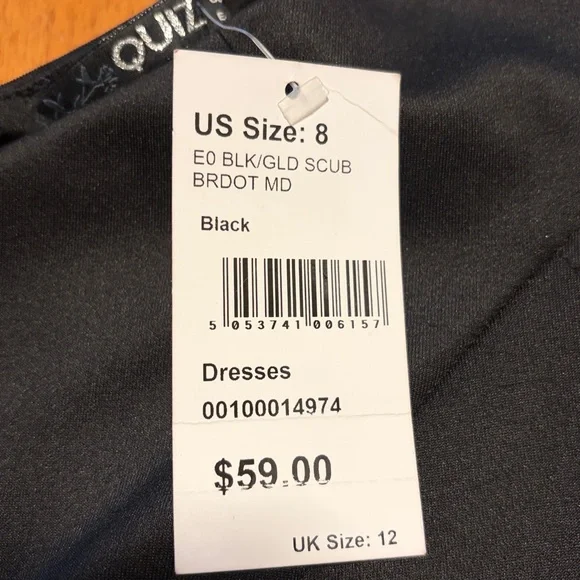 QUIZ
US Size: 8
E0 BLK/GLD SCUB
BRDOT MD
Black
5 053741 006157
Dresses
00100014974
$59.00
UK Size: 12